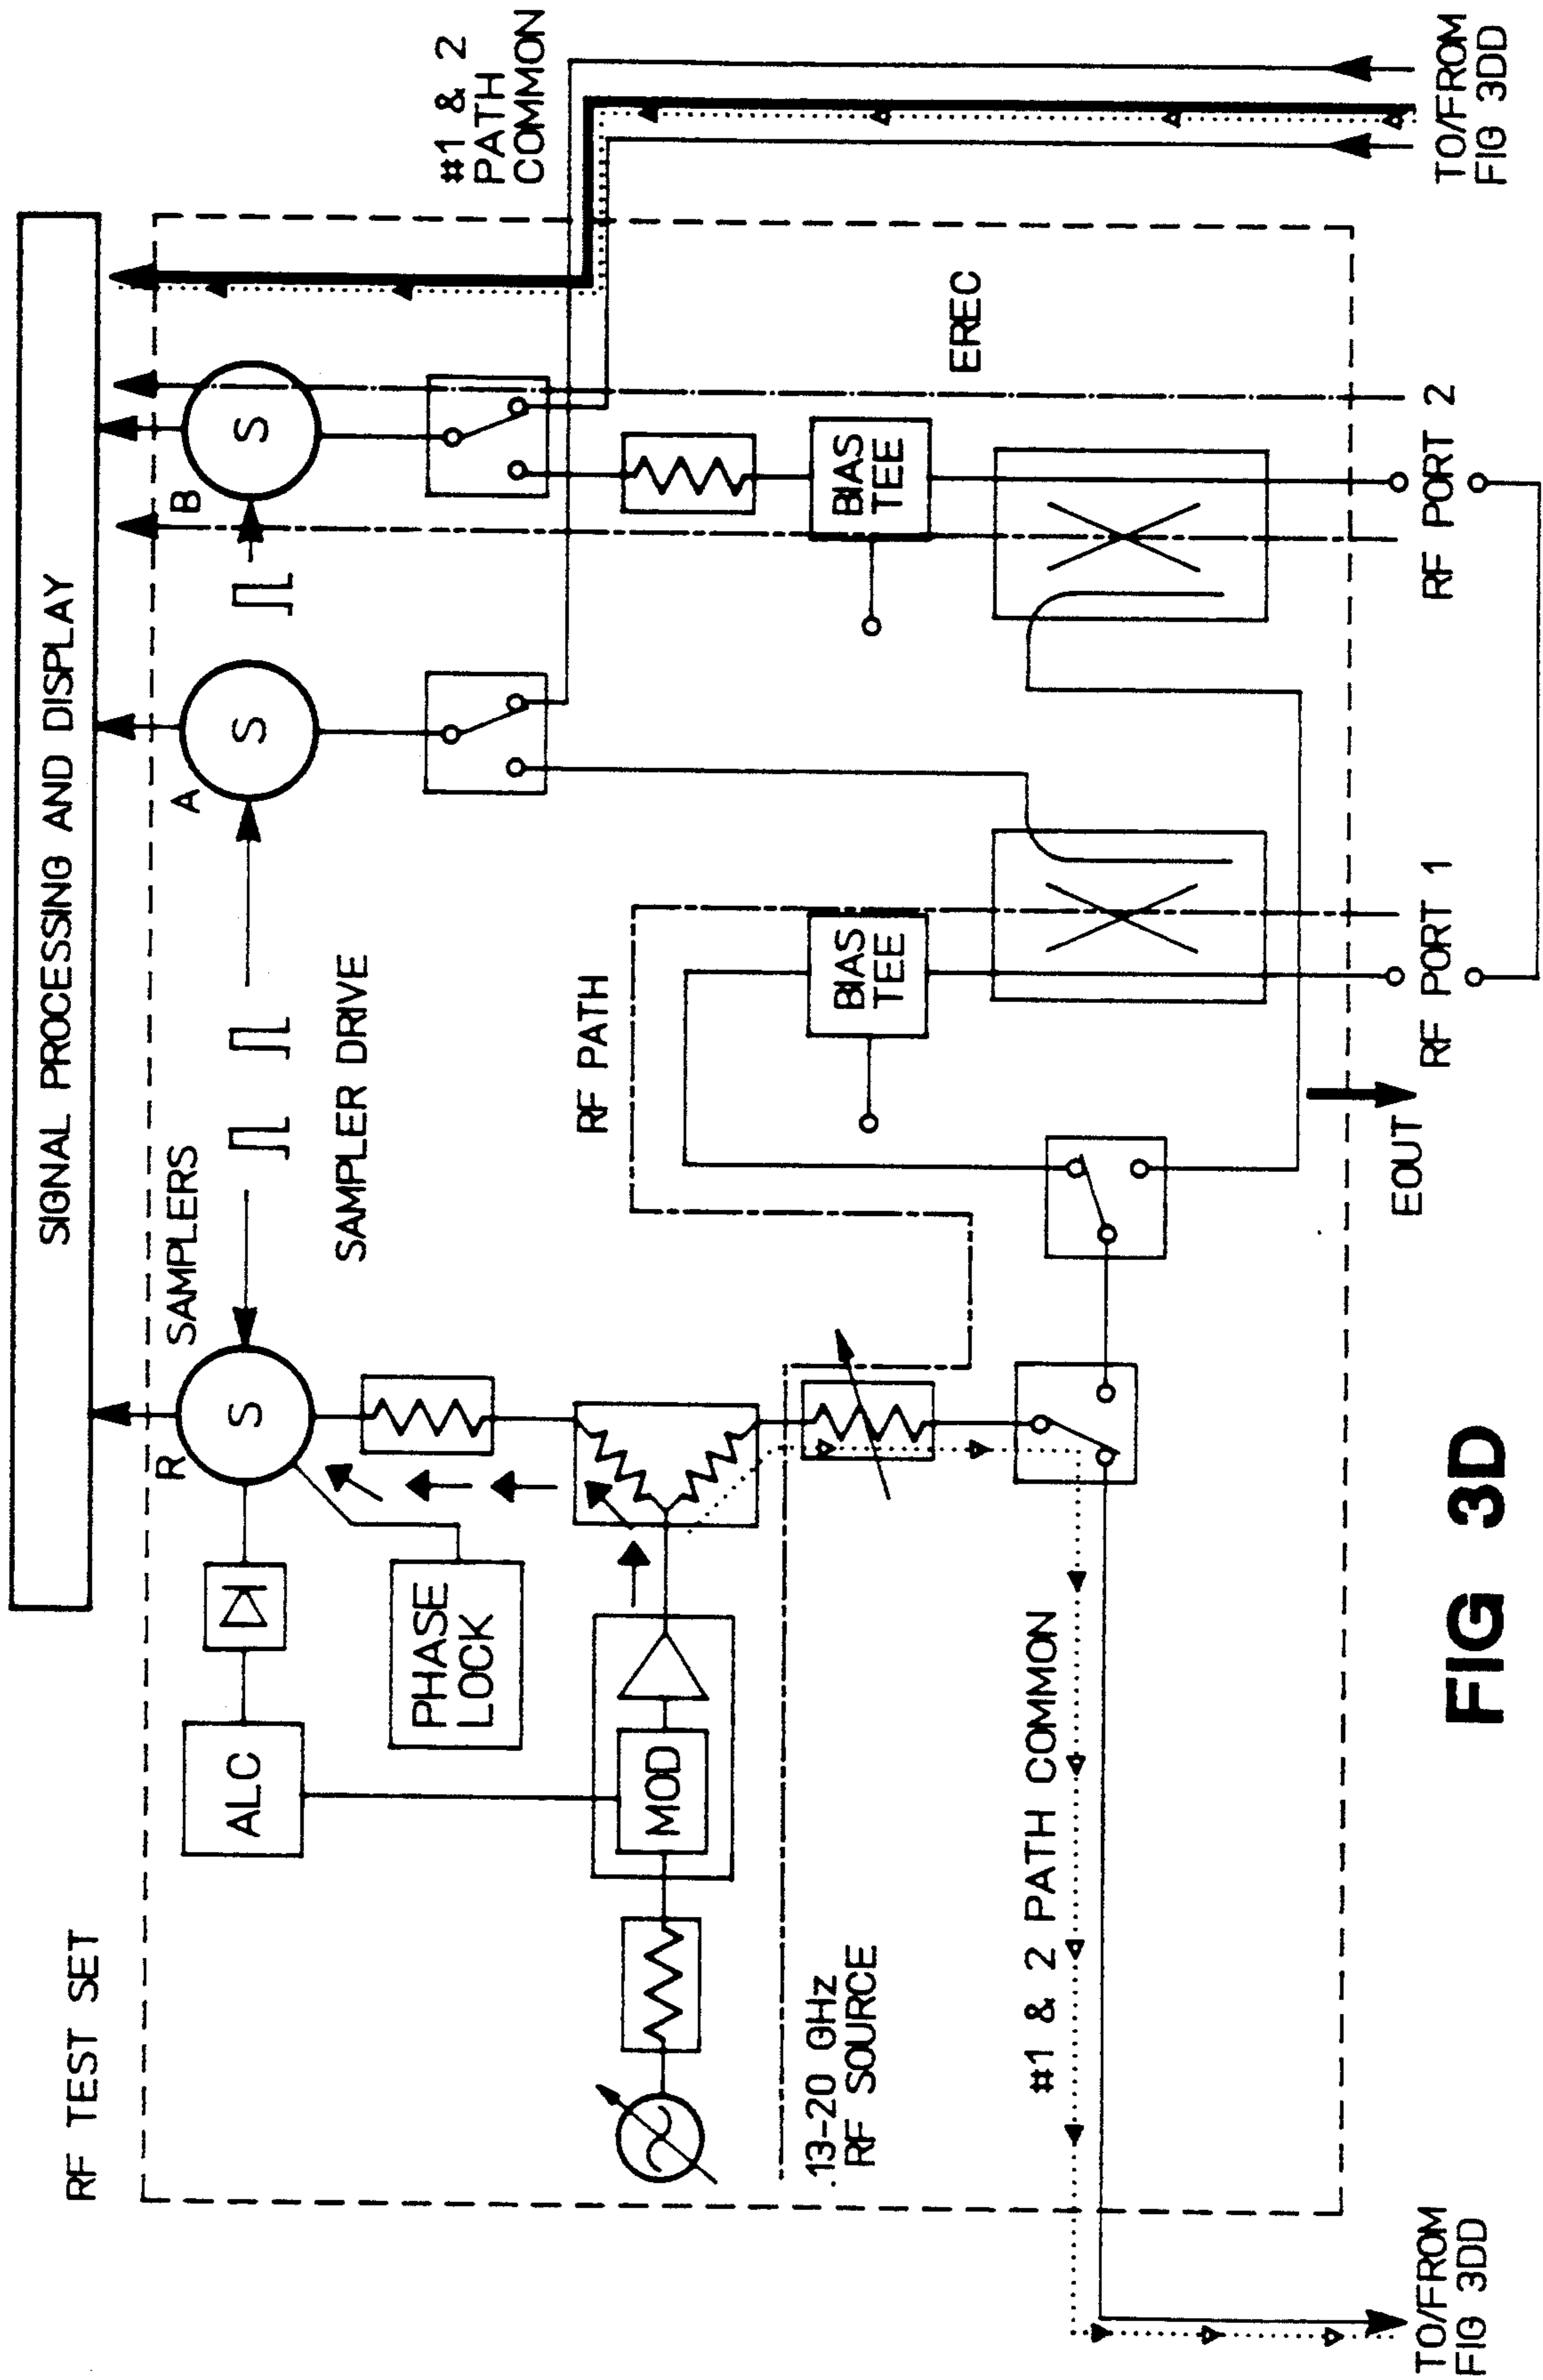 RF TEST SET
SIGNAL PROCESSING AND DISPLAY
SAMPLERS
R
A
B
S
S
S
ALC
SAMPLER DRIVE
PHASE
LOCK
#1 & 2
PATH
COMMON
MOD
RF PATH
.13-20 GHz
RF SOURCE
BIAS
TEE
BIAS
TEE
EREC
#1 & 2 PATH COMMON
TO/FROM
FIG 3DD
EOUT
RF PORT 1
RF PORT 2
TO/FROM
FIG 3DD
FIG 3D